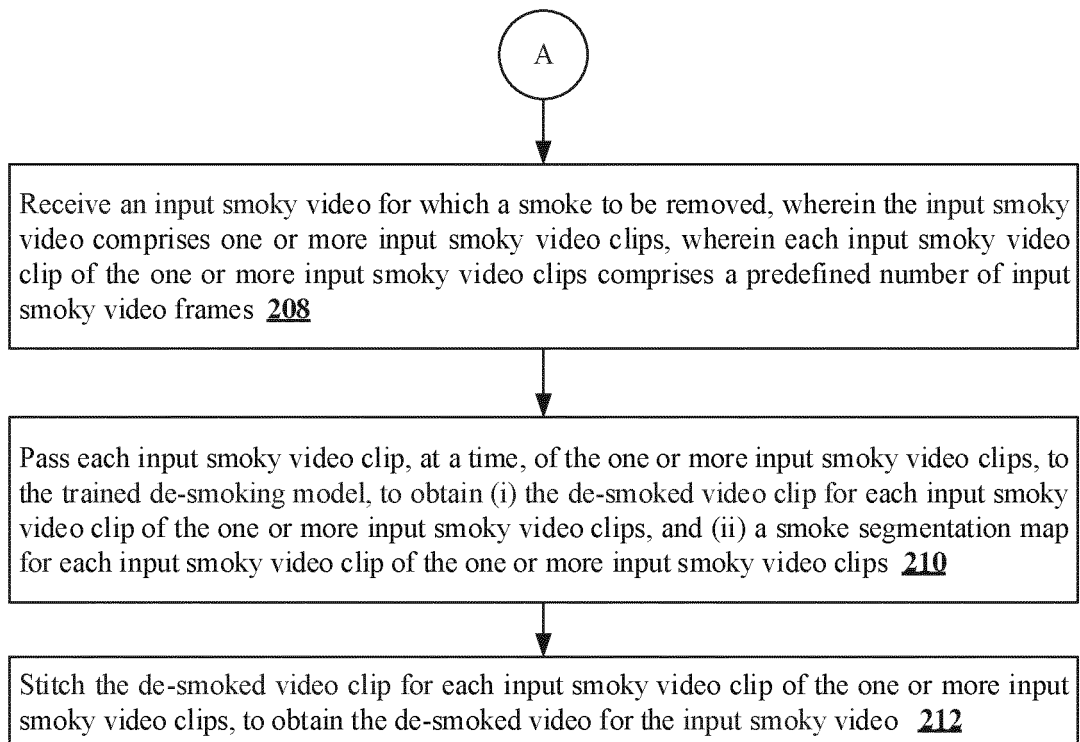 A
Receive an input smoky video for which a smoke to be removed, wherein the input smoky
video comprises one or more input smoky video clips, wherein each input smoky video
clip of the one or more input smoky video clips comprises a predefined number of input
smoky video frames 208
Pass each input smoky video clip, at a time, of the one or more input smoky video clips, to
the trained de-smoking model, to obtain (i) the de-smoked video clip for each input smoky
video clip of the one or more input smoky video clips, and (ii) a smoke segmentation map
for each input smoky video clip of the one or more input smoky video clips 210
Stitch the de-smoked video clip for each input smoky video clip of the one or more input
smoky video clips, to obtain the de-smoked video for the input smoky video 212